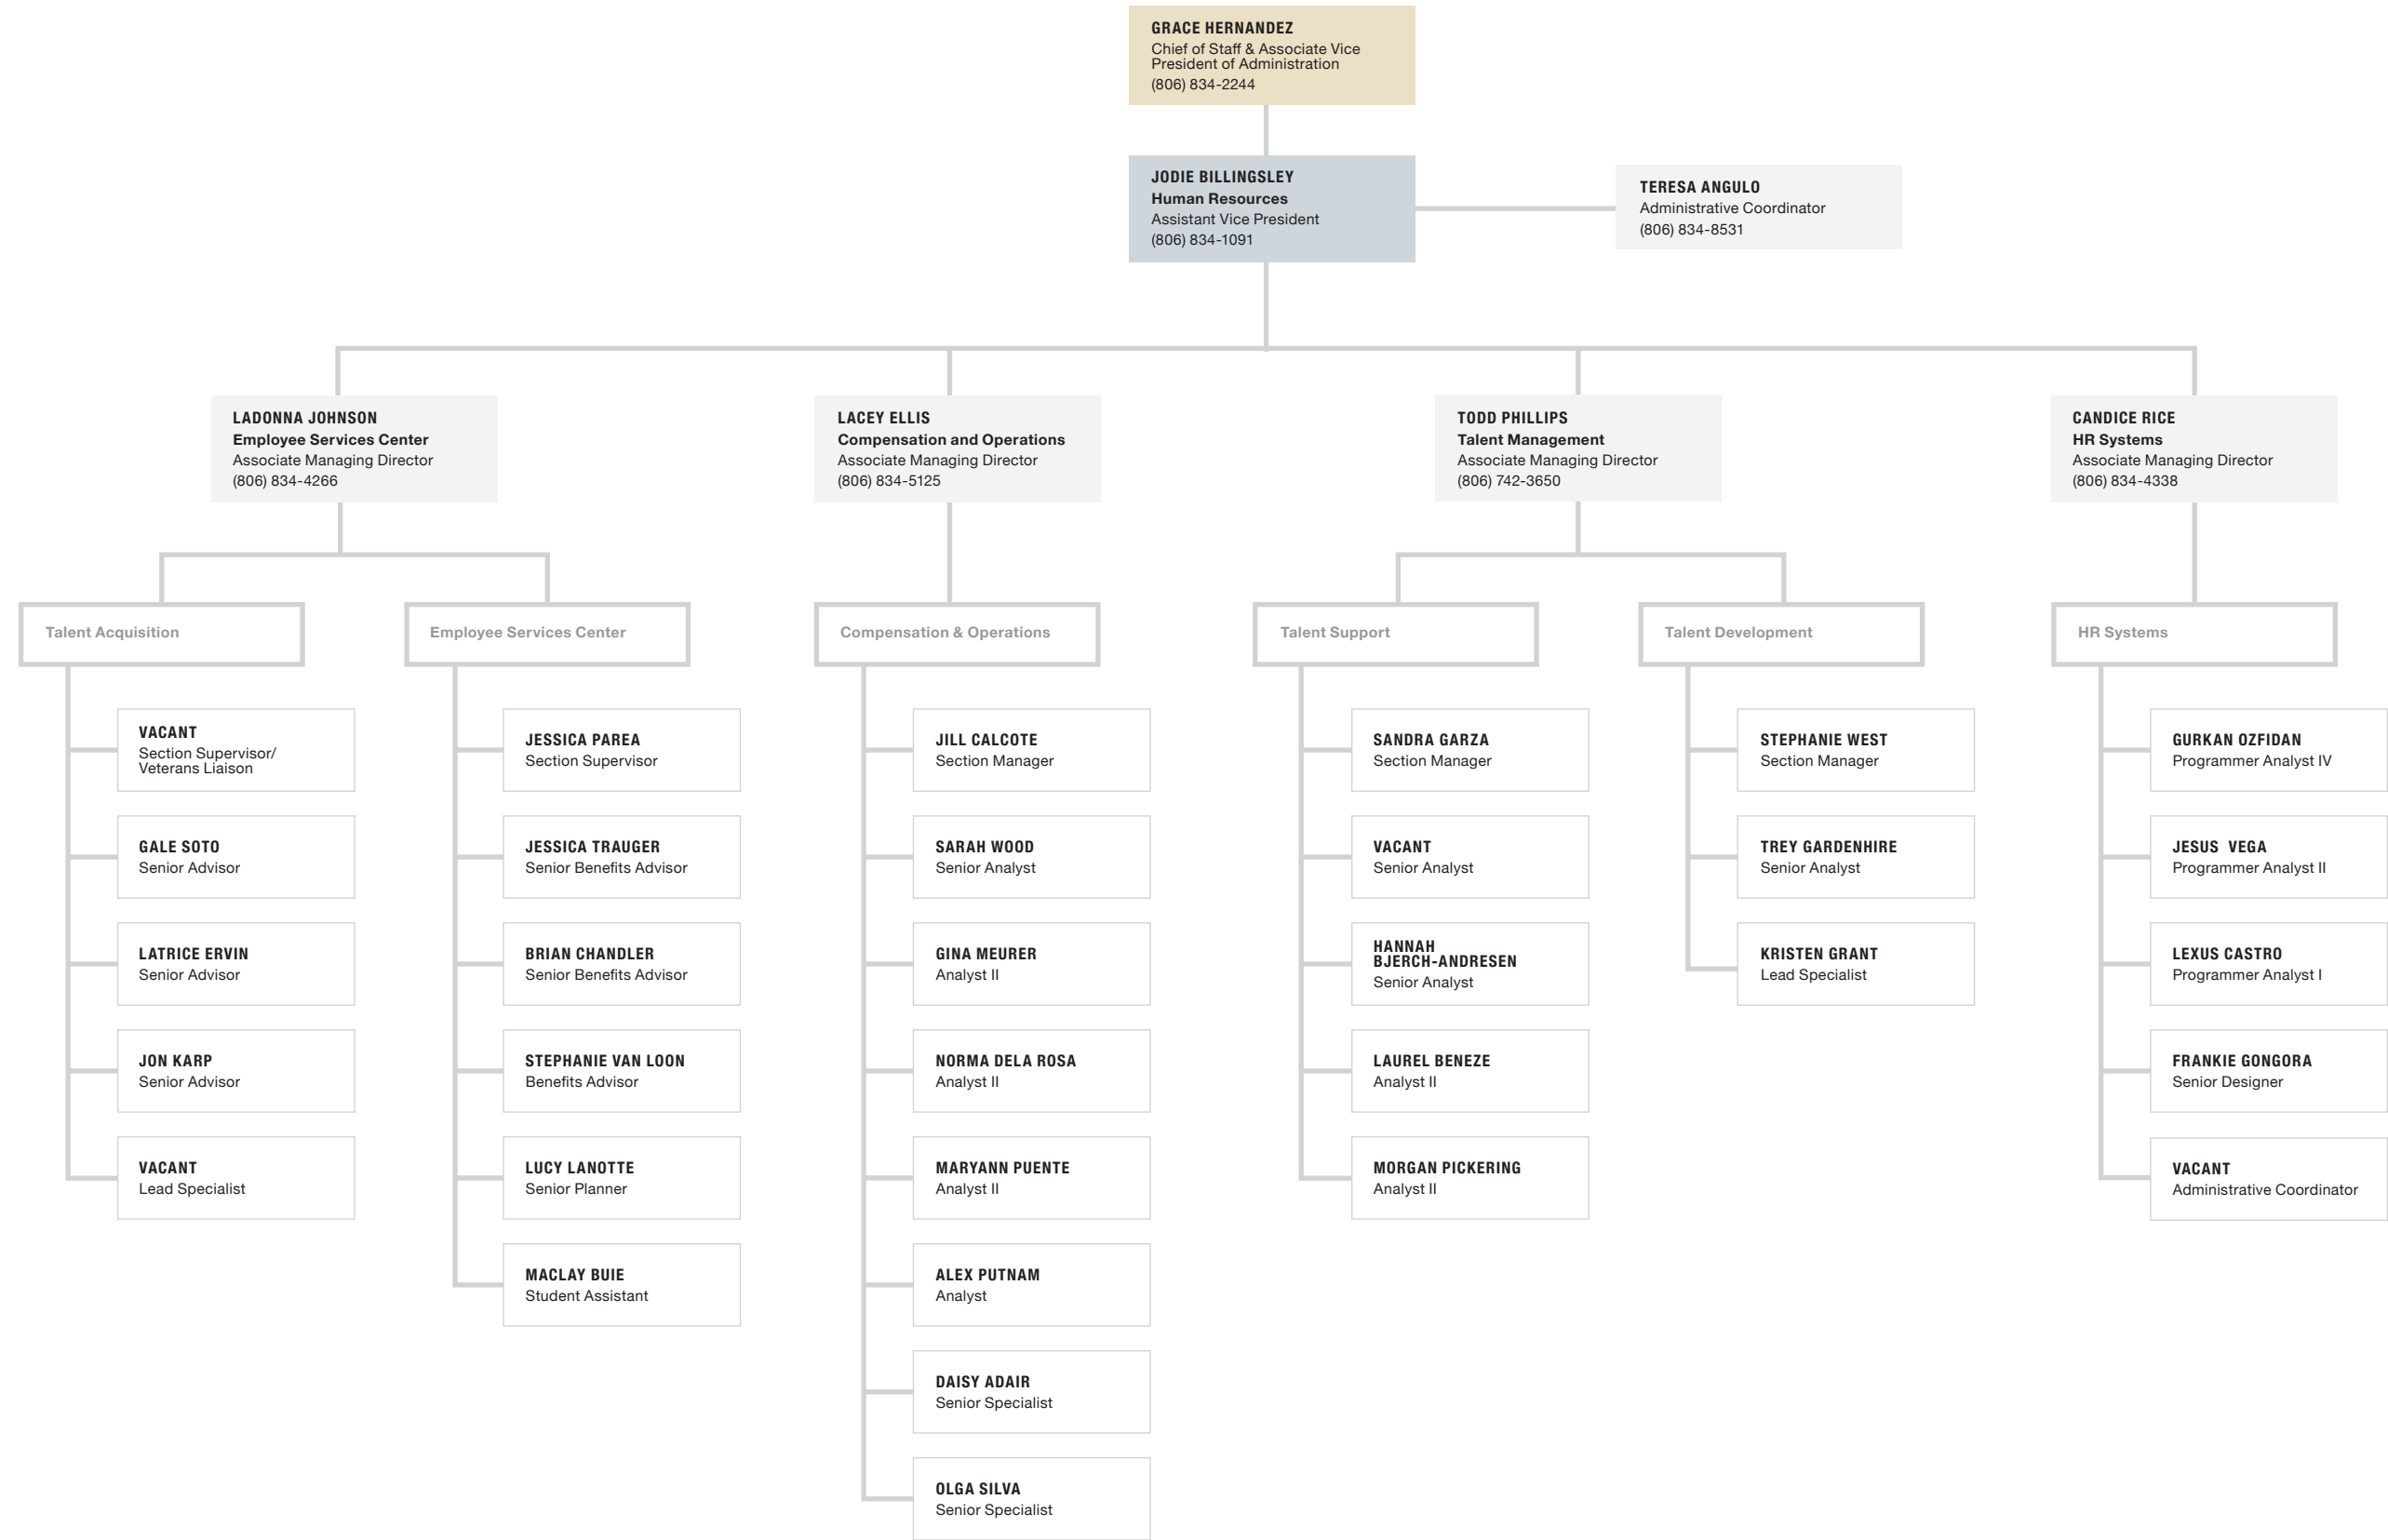 GRACE HERNANDEZ
Chief of Staff & Associate Vice
President of Administration
(806) 834-2244
JODIE BILLINGSLEY
Human Resources
Assistant Vice President
(806) 834-1091
TERESA ANGULO
Administrative Coordinator
(806) 834-8531
LADONNA JOHNSON
Employee Services Center
Associate Managing Director
(806) 834-4266
LACEY ELLIS
Compensation and Operations
Associate Managing Director
(806) 834-5125
TODD PHILLIPS
Talent Management
Associate Managing Director
(806) 742-3650
CANDICE RICE
HR Systems
Associate Managing Director
(806) 834-4338
Talent Acquisition
VACANT
Section Supervisor/
Veterans Liaison
GALE SOTO
Senior Advisor
LATRICE ERVIN
Senior Advisor
JON KARP
Senior Advisor
VACANT
Lead Specialist
Employee Services Center
JESSICA PAREA
Section Supervisor
JESSICA TRAUGER
Senior Benefits Advisor
BRIAN CHANDLER
Senior Benefits Advisor
STEPHANIE VAN LOON
Benefits Advisor
LUCY LANOTTE
Senior Planner
MACLAY BUIE
Student Assistant
Compensation & Operations
JILL CALCOTE
Section Manager
SARAH WOOD
Senior Analyst
GINA MEURER
Analyst II
NORMA DELA ROSA
Analyst II
MARYANN PUENTE
Analyst II
ALEX PUTNAM
Analyst
DAISY ADAIR
Senior Specialist
OLGA SILVA
Senior Specialist
Talent Support
SANDRA GARZA
Section Manager
VACANT
Senior Analyst
HANNAH
BJERCH-ANDRESEN
Senior Analyst
LAUREL BENEZE
Analyst II
MORGAN PICKERING
Analyst II
Talent Development
STEPHANIE WEST
Section Manager
TREY GARDENHIRE
Senior Analyst
KRISTEN GRANT
Lead Specialist
HR Systems
GURKAN OZFIDAN
Programmer Analyst IV
JESUS  VEGA
Programmer Analyst II
LEXUS CASTRO
Programmer Analyst I
FRANKIE GONGORA
Senior Designer
VACANT
Administrative Coordinator